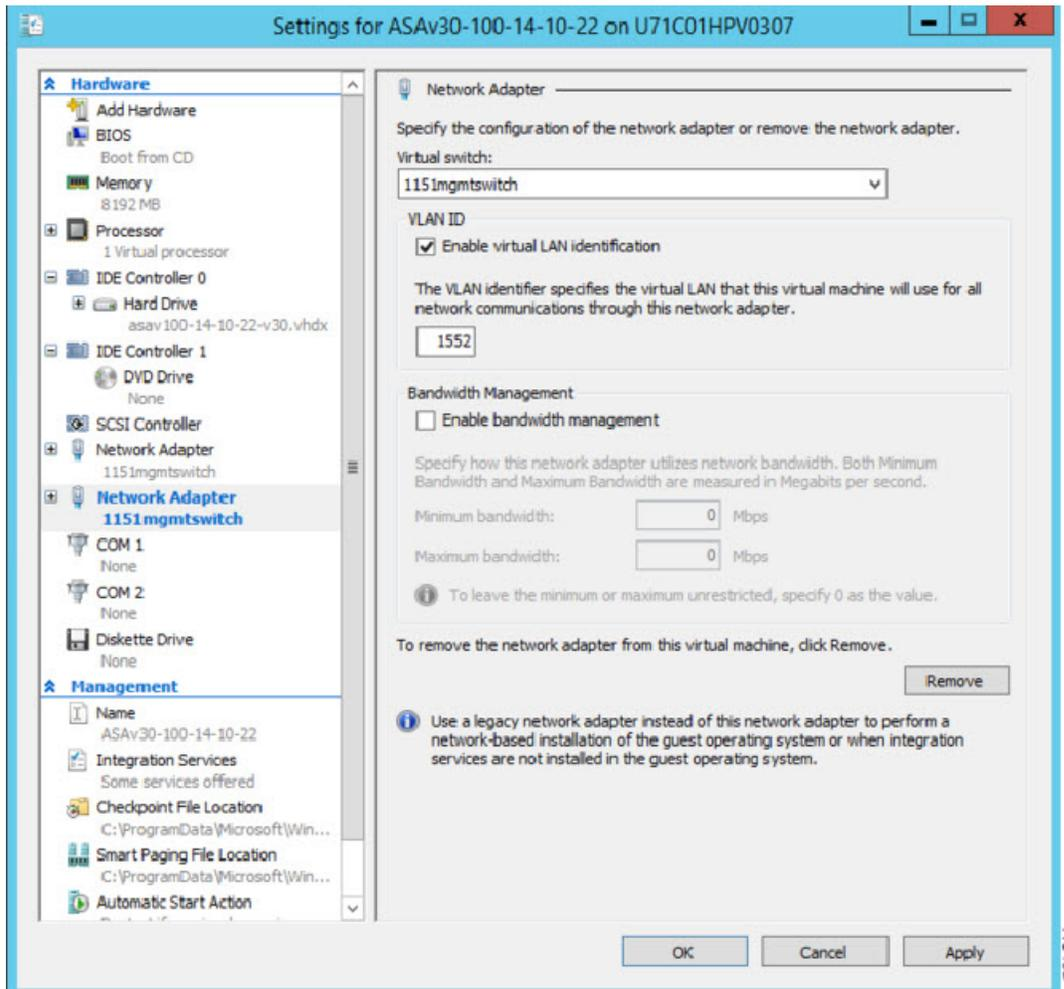 Settings for ASAv30-100-14-10-22 on U71C01HPV0307
Hardware
Add Hardware
BIOS
Boot from CD
Memory
8192 MB
Processor
1 Virtual processor
IDE Controller 0
Hard Drive
asav100-14-10-22-v30.vhdx
IDE Controller 1
DVD Drive
None
SCSI Controller
Network Adapter
1151mgmtswitch
Network Adapter
1151mgmtswitch
COM 1
None
COM 2
None
Diskette Drive
None
Management
Name
ASAv30-100-14-10-22
Integration Services
Some services offered
Checkpoint File Location
C:\ProgramData\Microsoft\Win...
Smart Paging File Location
C:\ProgramData\Microsoft\Win...
Automatic Start Action
Network Adapter
Specify the configuration of the network adapter or remove the network adapter.
Virtual switch:
1151mgmtswitch
VLAN ID
Enable virtual LAN identification
The VLAN identifier specifies the virtual LAN that this virtual machine will use for all
network communications through this network adapter.
1552
Bandwidth Management
Enable bandwidth management
Specify how this network adapter utilizes network bandwidth. Both Minimum
Bandwidth and Maximum Bandwidth are measured in Megabits per second.
Minimum bandwidth: 0 Mbps
Maximum bandwidth: 0 Mbps
To leave the minimum or maximum unrestricted, specify 0 as the value.
To remove the network adapter from this virtual machine, click Remove.
Remove
Use a legacy network adapter instead of this network adapter to perform a
network-based installation of the guest operating system or when integration
services are not installed in the guest operating system.
OK Cancel Apply